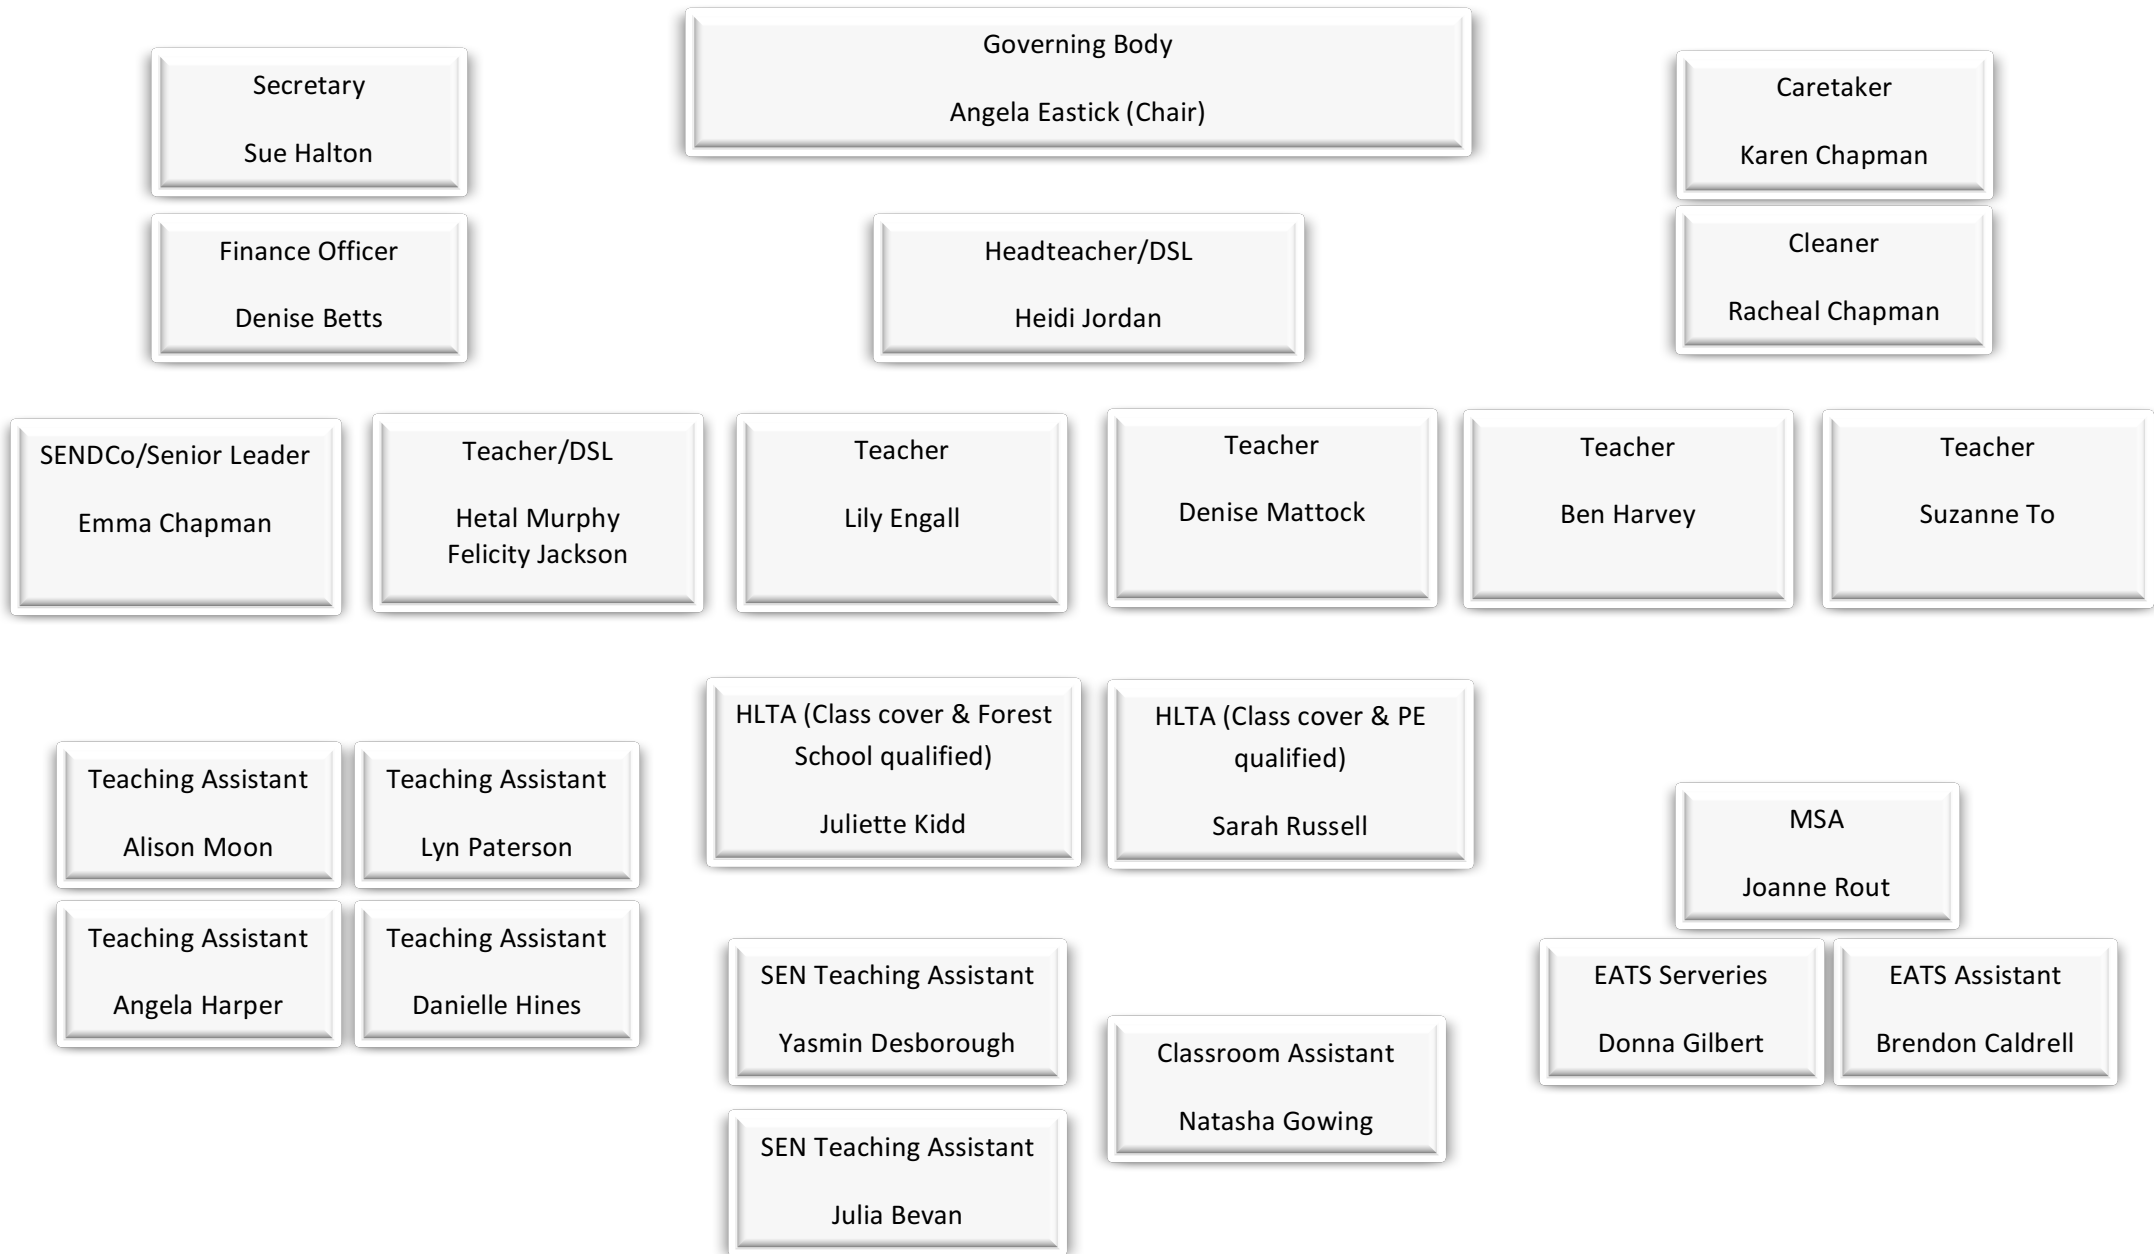 Governing Body
Angela Eastick (Chair)
Secretary
Sue Halton
Caretaker
Karen Chapman
Finance Officer
Denise Betts
Headteacher/DSL
Heidi Jordan
Cleaner
Racheal Chapman
SENDCo/Senior Leader
Emma Chapman
Teacher/DSL
Hetal Murphy
Felicity Jackson
Teacher
Lily Engall
Teacher
Denise Mattock
Teacher
Ben Harvey
Teacher
Suzanne To
HLTA (Class cover & Forest
School qualified)
Juliette Kidd
HLTA (Class cover & PE
qualified)
Sarah Russell
Teaching Assistant
Alison Moon
Teaching Assistant
Lyn Paterson
MSA
Joanne Rout
Teaching Assistant
Angela Harper
Teaching Assistant
Danielle Hines
SEN Teaching Assistant
Yasmin Desborough
EATS Serveries
Donna Gilbert
EATS Assistant
Brendon Caldrell
Classroom Assistant
Natasha Gowing
SEN Teaching Assistant
Julia Bevan